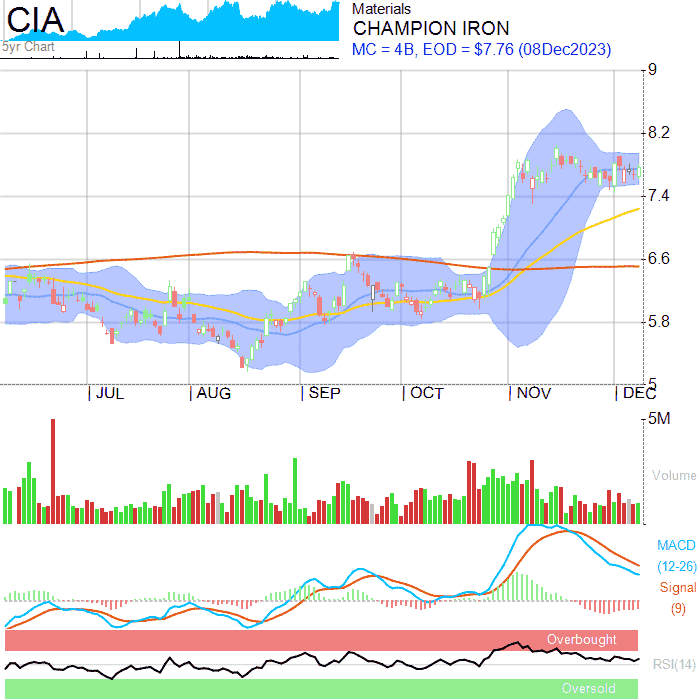 CIA
5yr Chart
Materials
CHAMPION IRON
MC = 4B, EOD = $7.76 (08Dec2023)
9
8.2
7.4
6.6
5.8
5
JUL AUG SEP OCT NOV DEC
5M
Volume
MACD
(12-26)
Signal
(9)
Overbought
RSI(14)
Oversold